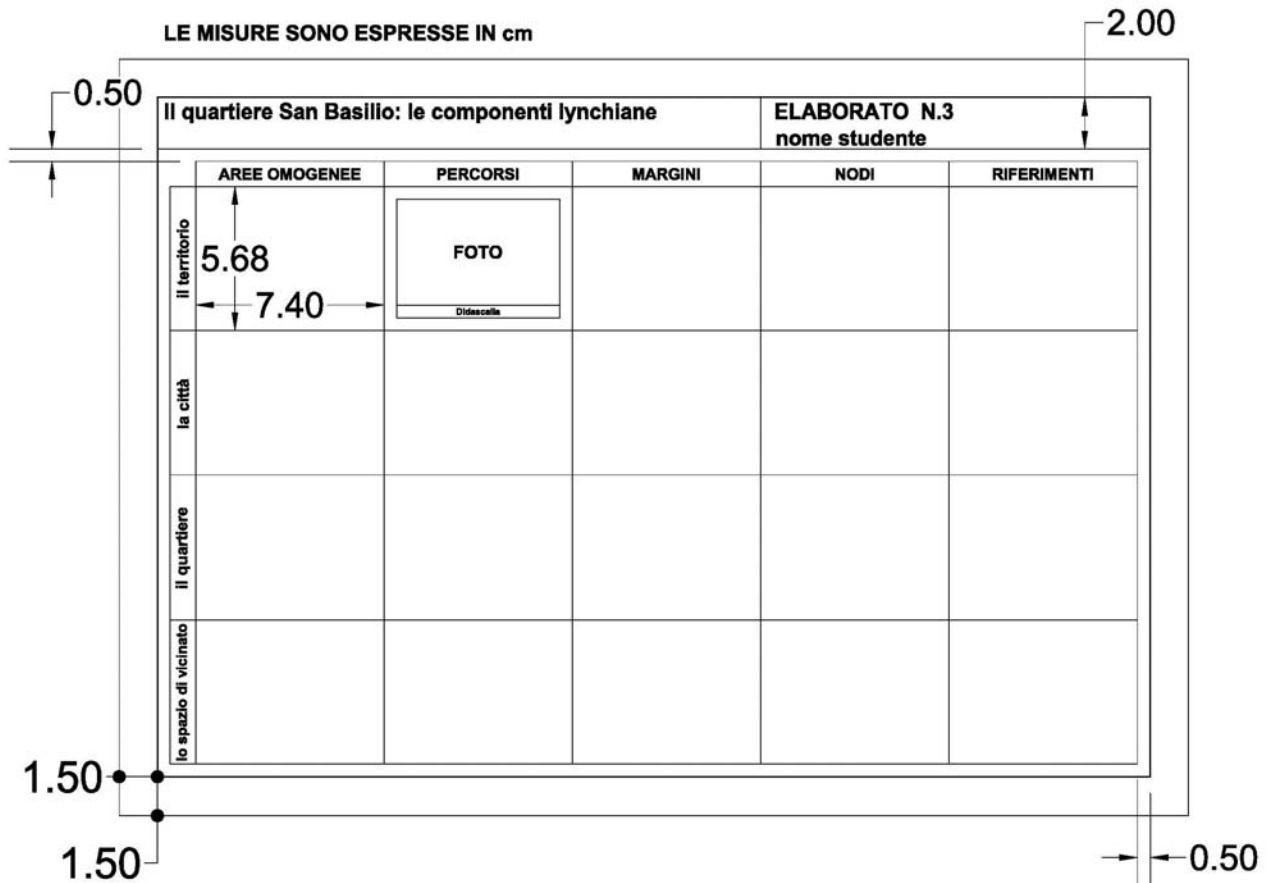 LE MISURE SONO ESPRESSE IN cm
2.00
0.50
Il quartiere San Basilio: le componenti lynchiane
ELABORATO N.3
nome studente
AREE OMOGENEE
PERCORSI
MARGINI
NODI
RIFERIMENTI
il territorio
5.68
7.40
FOTO
Didascalia
la città
il quartiere
lo spazio di vicinato
1.50
1.50
0.50